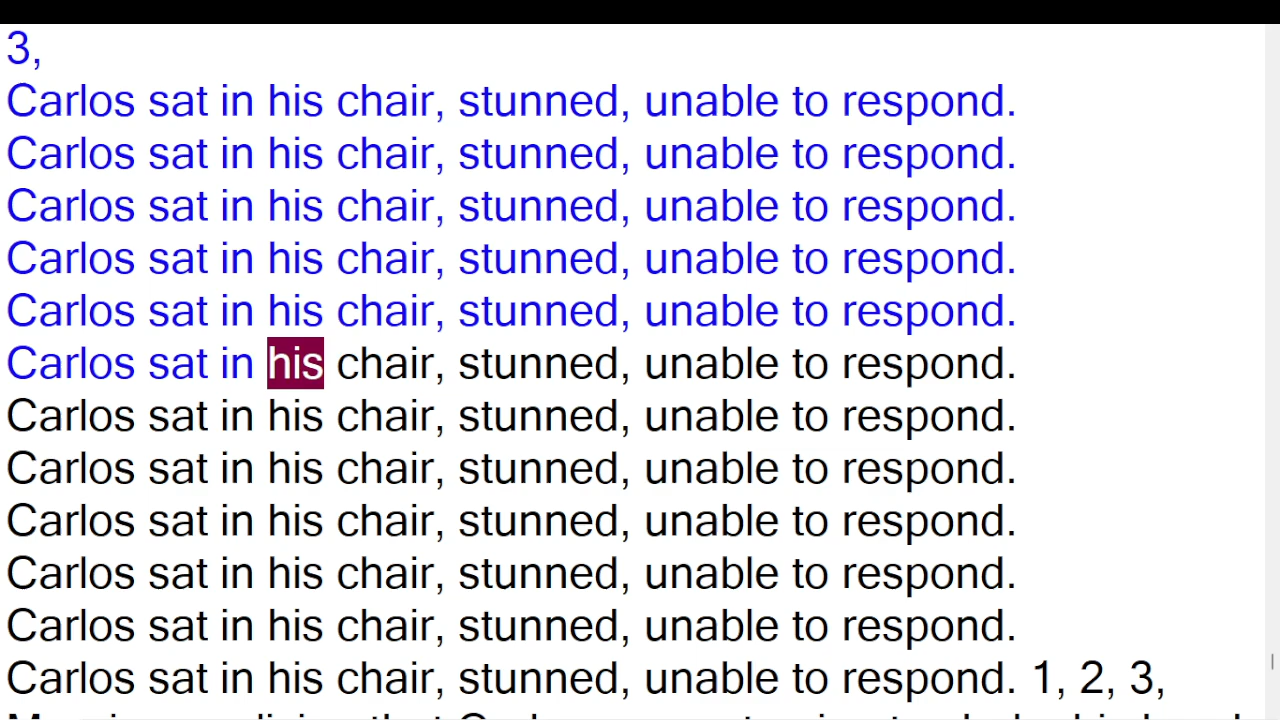 3,
Carlos sat in his chair, stunned, unable to respond.
Carlos sat in his chair, stunned, unable to respond.
Carlos sat in his chair, stunned, unable to respond.
Carlos sat in his chair, stunned, unable to respond.
Carlos sat in his chair, stunned, unable to respond.
Carlos sat in his chair, stunned, unable to respond.
Carlos sat in his chair, stunned, unable to respond.
Carlos sat in his chair, stunned, unable to respond.
Carlos sat in his chair, stunned, unable to respond.
Carlos sat in his chair, stunned, unable to respond.
Carlos sat in his chair, stunned, unable to respond.
Carlos sat in his chair, stunned, unable to respond. 1, 2, 3,